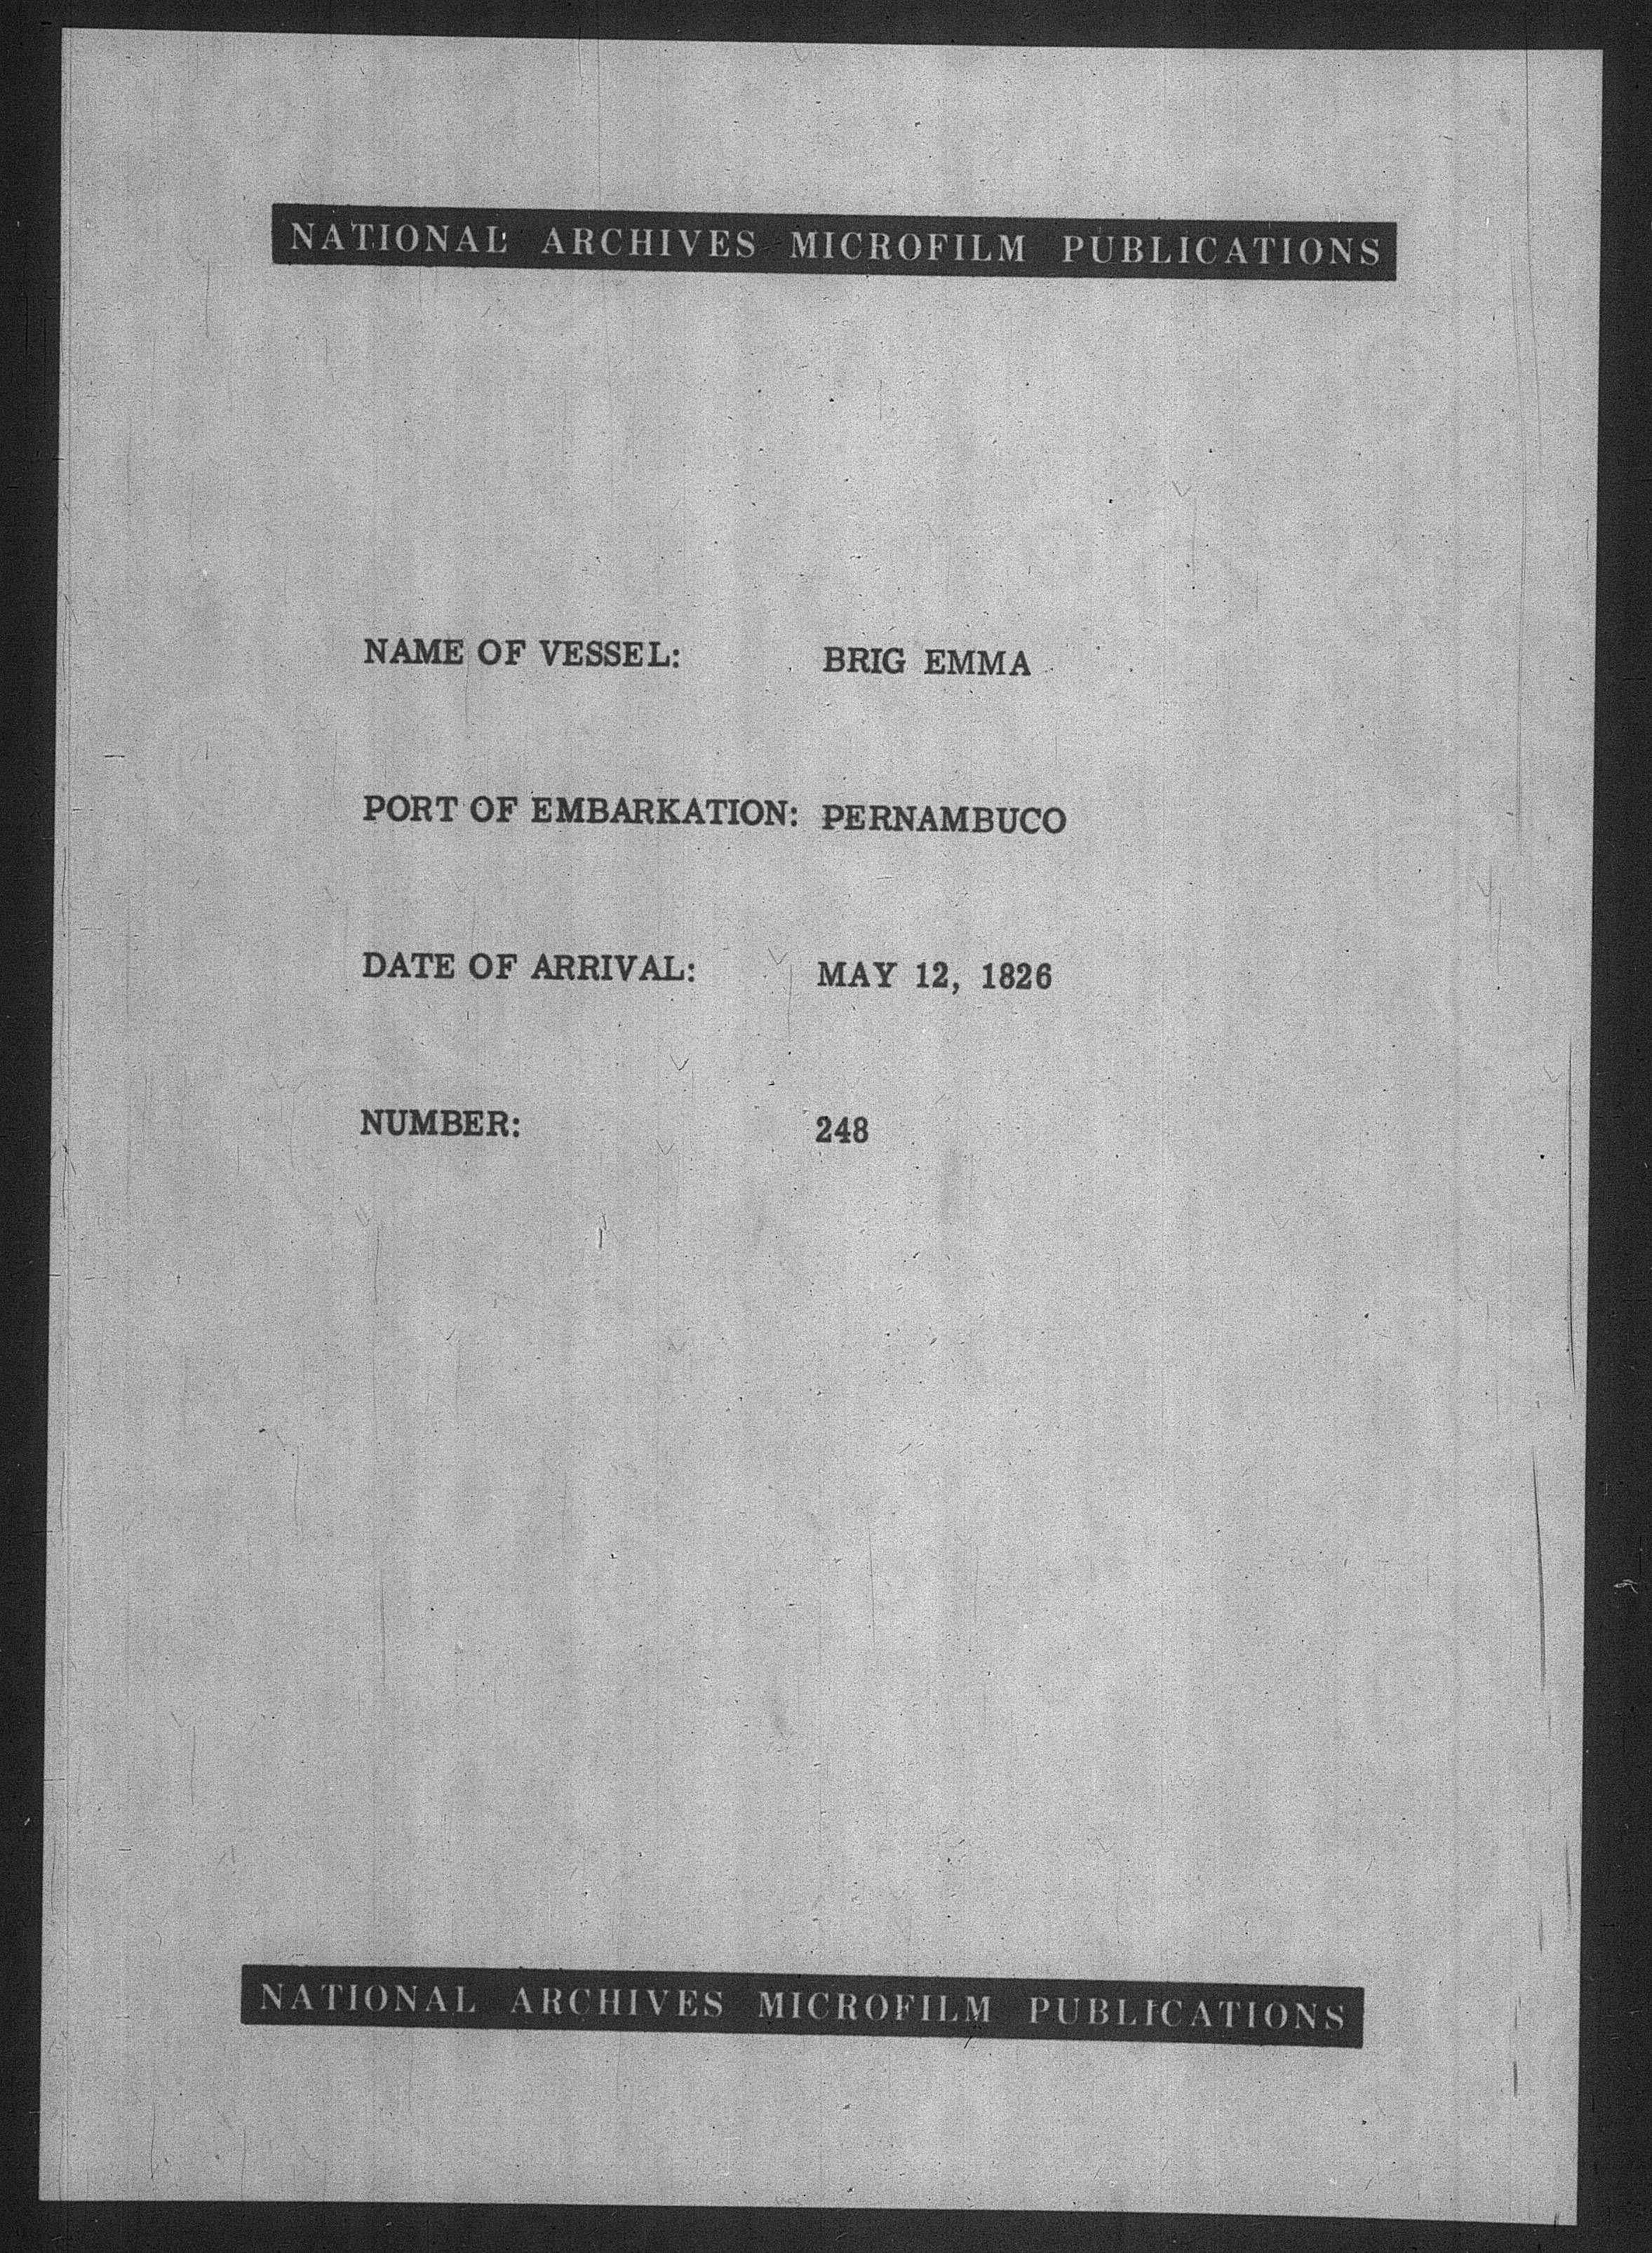 NATIONAL ARCHIVES MICROFILM PUBLICATIONS
NAME OF VESSEL: BRIG EMMA
PORT OF EMBARKATION: PERNAMBUCO
DATE OF ARRIVAL: MAY 12, 1826
NUMBER: 248
NATIONAL ARCHIVES MICROFILM PUBLICATIONS